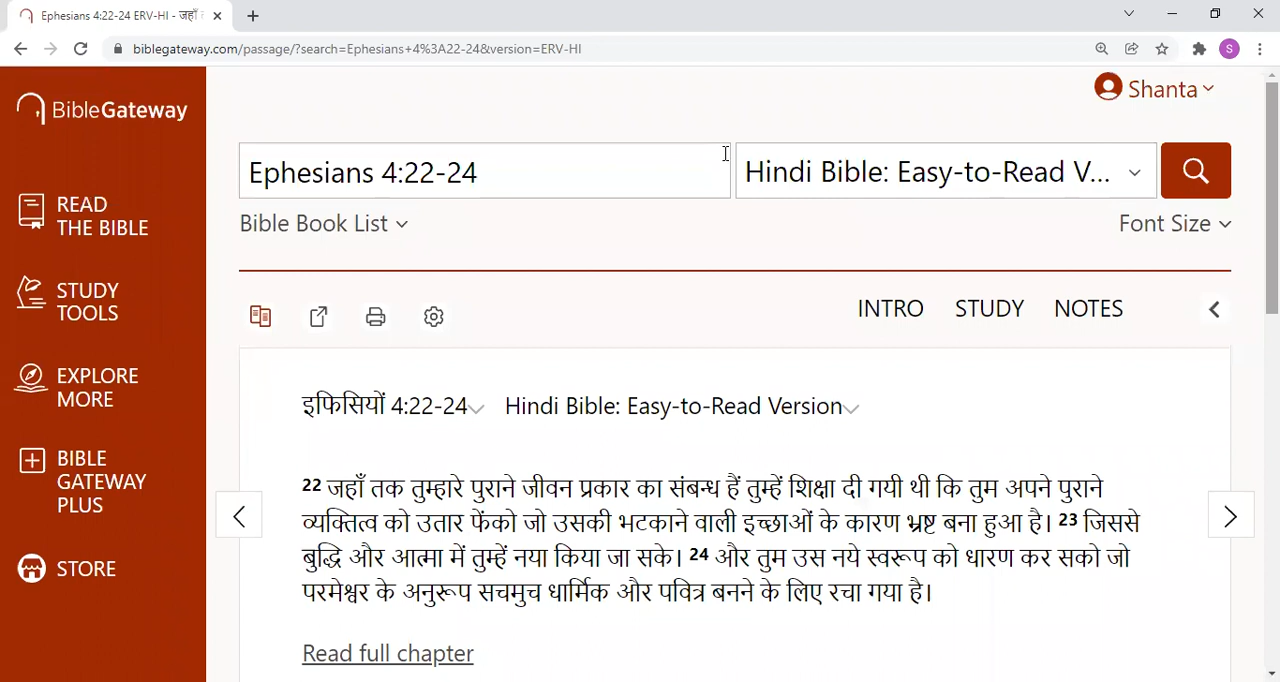 Ephesians 4:22-24 ERV-HI - जहाँ
biblegateway.com/passage/?search=Ephesians+4%3A22-24&version=ERV-HI
S
BibleGateway
Shanta
Ephesians 4:22-24
Hindi Bible: Easy-to-Read V...
READ
THE BIBLE
Bible Book List
Font Size
STUDY
TOOLS
INTRO STUDY NOTES
EXPLORE
MORE
इफिसियों 4:22-24 Hindi Bible: Easy-to-Read Version
BIBLE
GATEWAY
PLUS
22 जहाँ तक तुम्हारे पुराने जीवन प्रकार का संबन्ध हैं तुम्हें शिक्षा दी गयी थी कि तुम अपने पुराने
व्यक्तित्व को उतार फेंको जो उसकी भटकाने वाली इच्छाओं के कारण भ्रष्ट बना हुआ है। 23 जिससे
बुद्धि और आत्मा में तुम्हें नया किया जा सके। 24 और तुम उस नये स्वरूप को धारण कर सको जो
परमेश्वर के अनुरूप सचमुच धार्मिक और पवित्र बनने के लिए रचा गया है।
STORE
Read full chapter